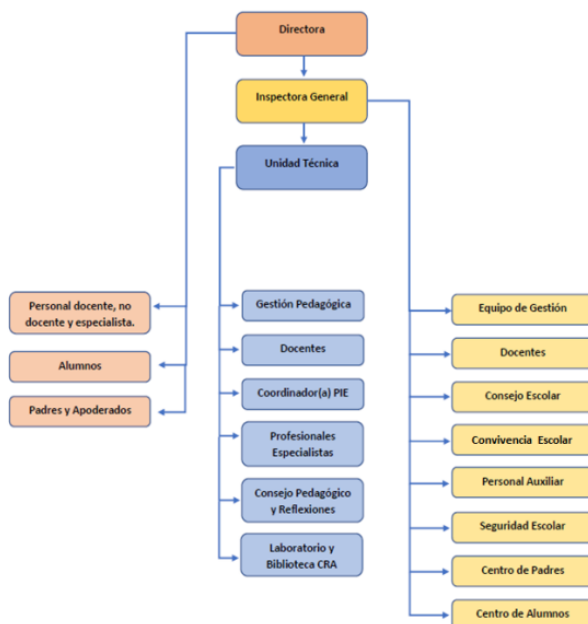 Directora
Inspectora General
Unidad Técnica
Personal docente, no
docente y especialista.
Alumnos
Padres y Apoderados
Gestión Pedagógica
Docentes
Coordinador(a) PIE
Profesionales
Especialistas
Consejo Pedagógico
y Reflexiones
Laboratorio y
Biblioteca CRA
Equipo de Gestión
Docentes
Consejo Escolar
Convivencia Escolar
Personal Auxiliar
Seguridad Escolar
Centro de Padres
Centro de Alumnos